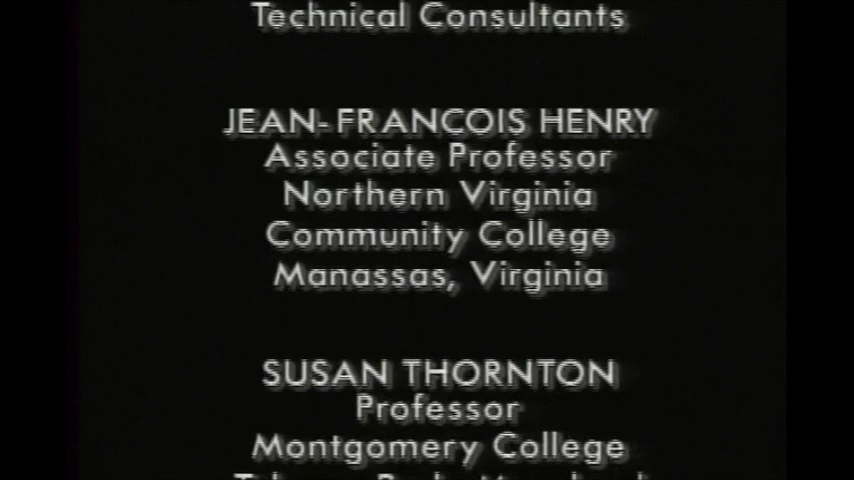 Technical Consultants
JEAN-FRANCOIS HENRY
Associate Professor
Northern Virginia
Community College
Manassas, Virginia
SUSAN THORNTON
Professor
Montgomery College